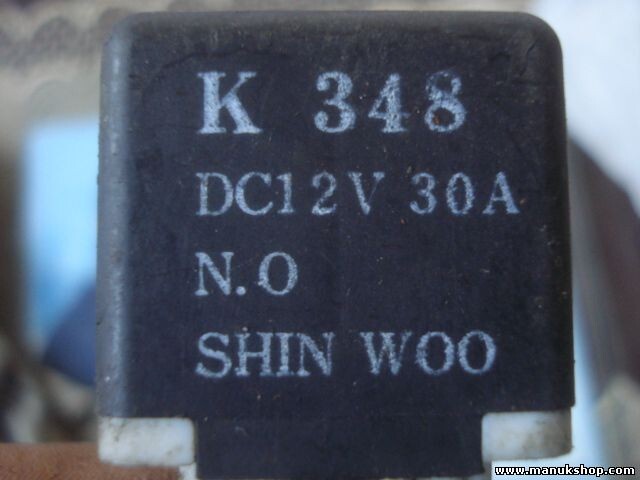 K 348
DC12V 30A
N.O
SHIN WOO
www.manukshop.com